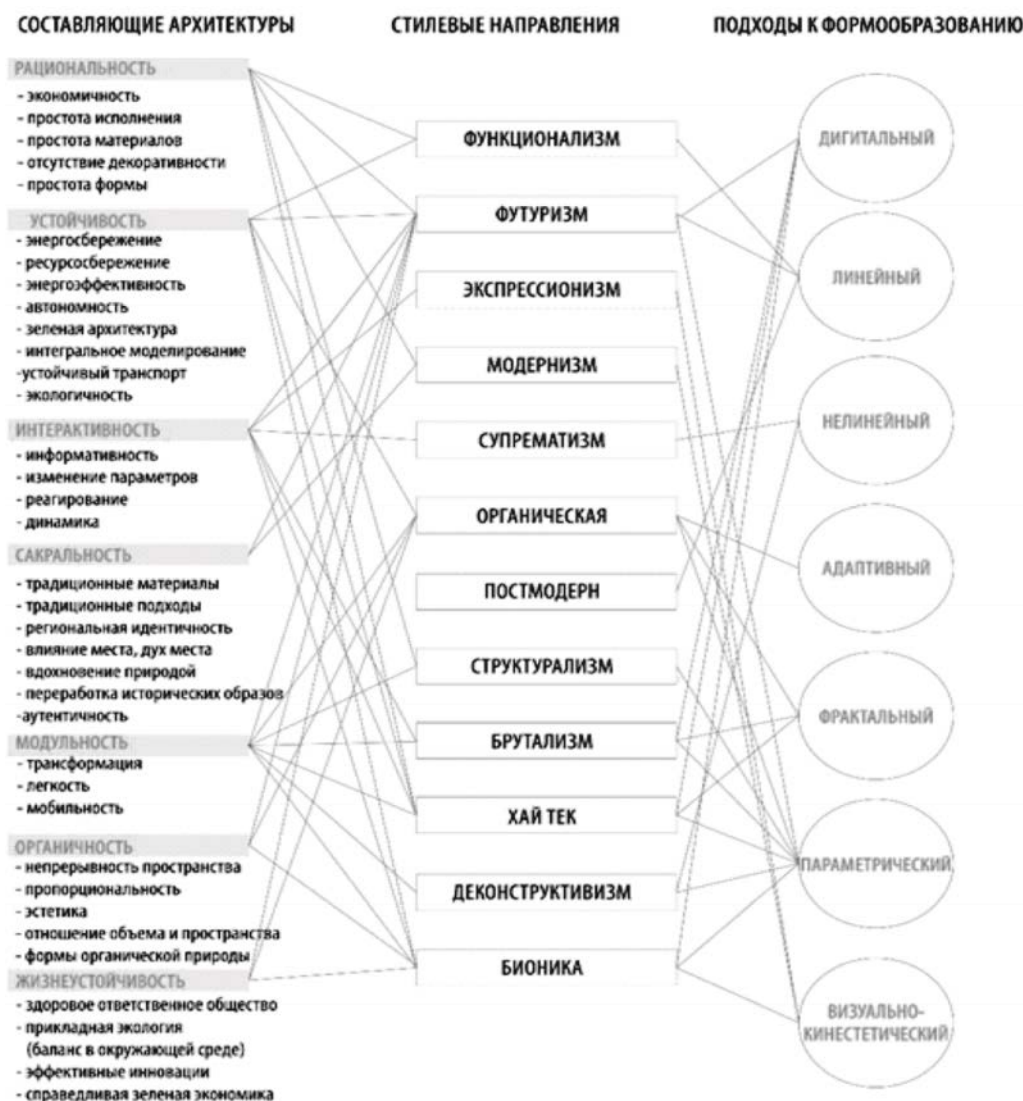 СОСТАВЛЯЮЩИЕ АРХИТЕКТУРЫ
РАЦИОНАЛЬНОСТЬ
- экономичность
- простота исполнения
- простота материалов
- отсутствие декоративности
- простота формы
УСТОЙЧИВОСТЬ
- энергосбережение
- ресурсосбережение
- энергоэффективность
- автономность
- зеленая архитектура
- интегральное моделирование
-устойчивый транспорт
- экологичность
ИНТЕРАКТИВНОСТЬ
- информативность
- изменение параметров
- реагирование
- динамика
САКРАЛЬНОСТЬ
- традиционные материалы
- традиционные подходы
- региональная идентичность
- влияние места, дух места
- вдохновение природой
- переработка исторических образов
-аутентичность
МОДУЛЬНОСТЬ
- трансформация
- легкость
- мобильность
ОРГАНИЧНОСТЬ
- непрерывность пространства
- пропорциональность
- эстетика
- отношение объема и пространства
- формы органической природы
ЖИЗНЕУСТОЙЧИВОСТЬ
- здоровое ответственное общество
- прикладная экология
(баланс в окружающей среде)
- эффективные инновации
- справедливая зеленая экономика
СТИЛЕВЫЕ НАПРАВЛЕНИЯ
ФУНКЦИОНАЛИЗМ
ФУТУРИЗМ
ЭКСПРЕССИОНИЗМ
МОДЕРНИЗМ
СУПРЕМАТИЗМ
ОРГАНИЧЕСКАЯ
ПОСТМОДЕРН
СТРУКТУРАЛИЗМ
БРУТАЛИЗМ
ХАЙ ТЕК
ДЕКОНСТРУКТИВИЗМ
БИОНИКА
ПОДХОДЫ К ФОРМООБРАЗОВАНИЮ
ДИГИТАЛЬНЫЙ
ЛИНЕЙНЫЙ
НЕЛИНЕЙНЫЙ
АДАПТИВНЫЙ
ФРАКТАЛЬНЫЙ
ПАРАМЕТРИЧЕСКИЙ
ВИЗУАЛЬНО-
КИНЕСТЕТИЧЕСКИЙ